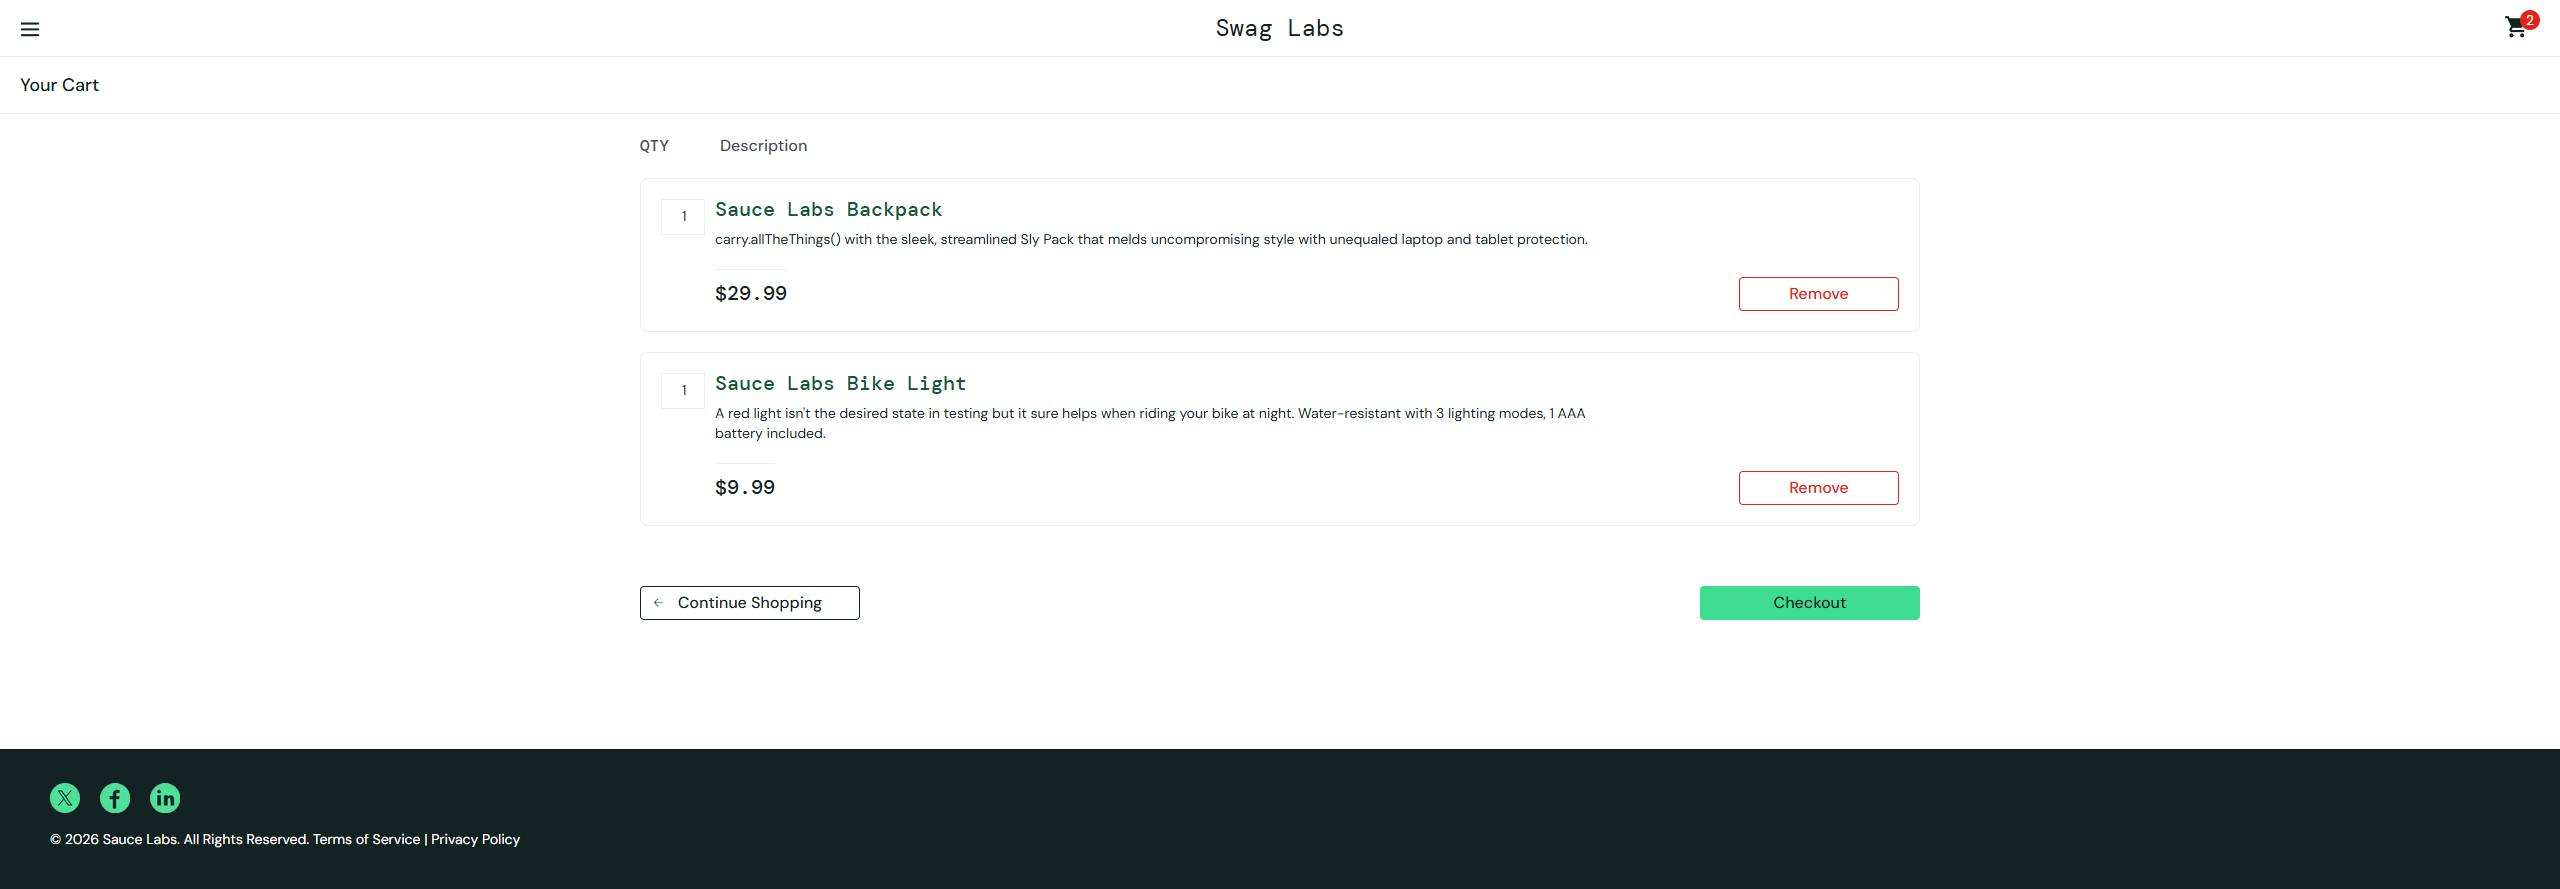 Swag Labs
2
Your Cart
QTY Description
1
Sauce Labs Backpack
carry.allTheThings() with the sleek, streamlined Sly Pack that melds uncompromising style with unequaled laptop and tablet protection.
$29.99
Remove
1
Sauce Labs Bike Light
A red light isn't the desired state in testing but it sure helps when riding your bike at night. Water-resistant with 3 lighting modes, 1 AAA
battery included.
$9.99
Remove
Continue Shopping
Checkout
© 2026 Sauce Labs. All Rights Reserved. Terms of Service | Privacy Policy